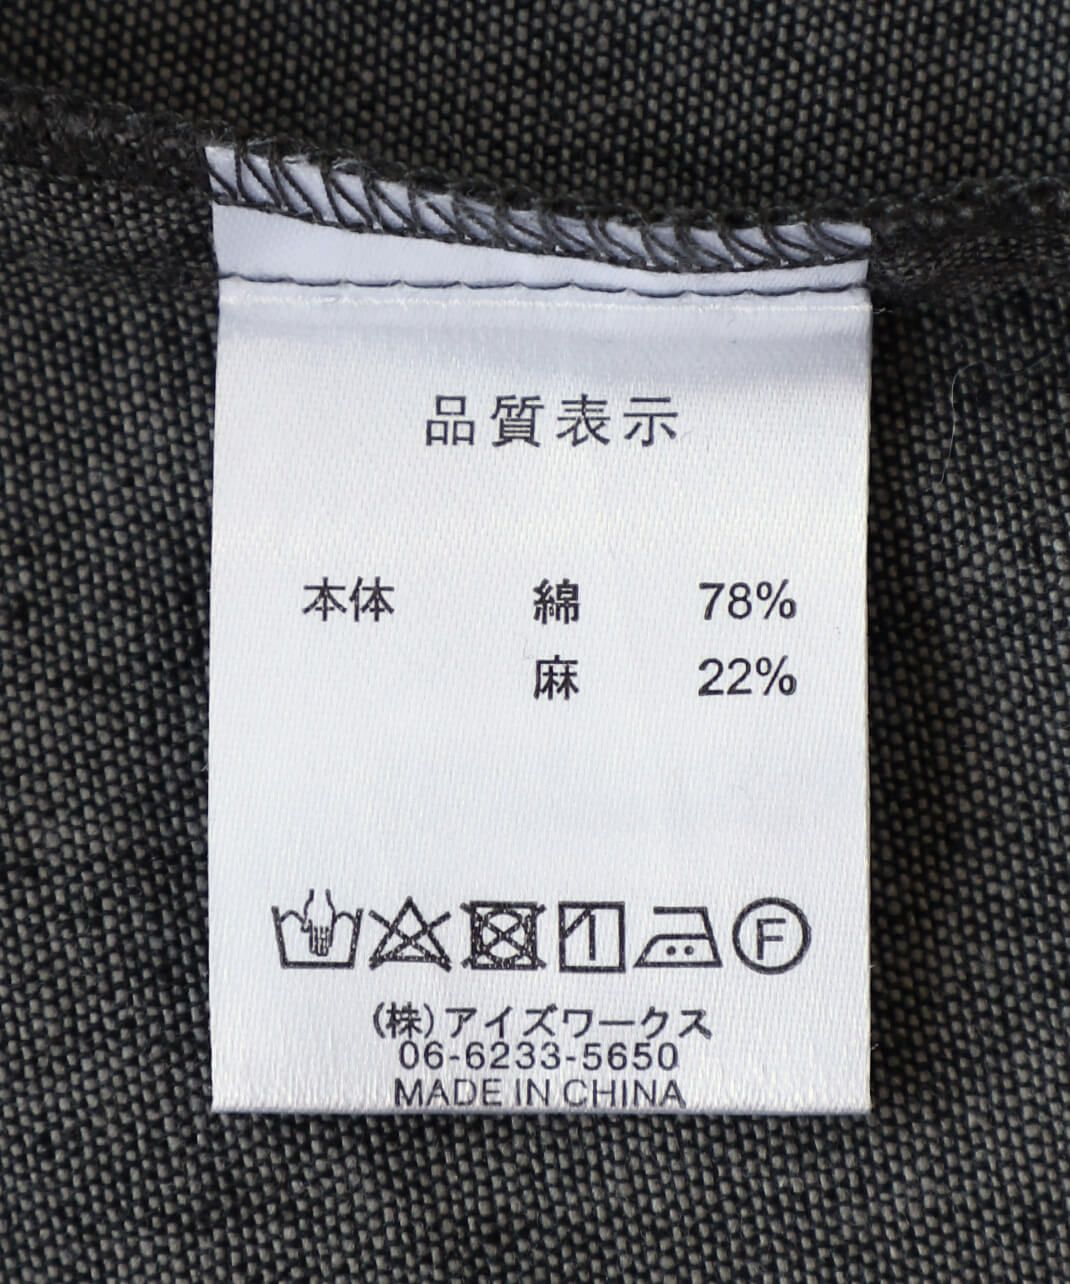 品質表示
本体 綿 78%
麻 22%
F
(株)アイズワークス
06-6233-5650
MADE IN CHINA